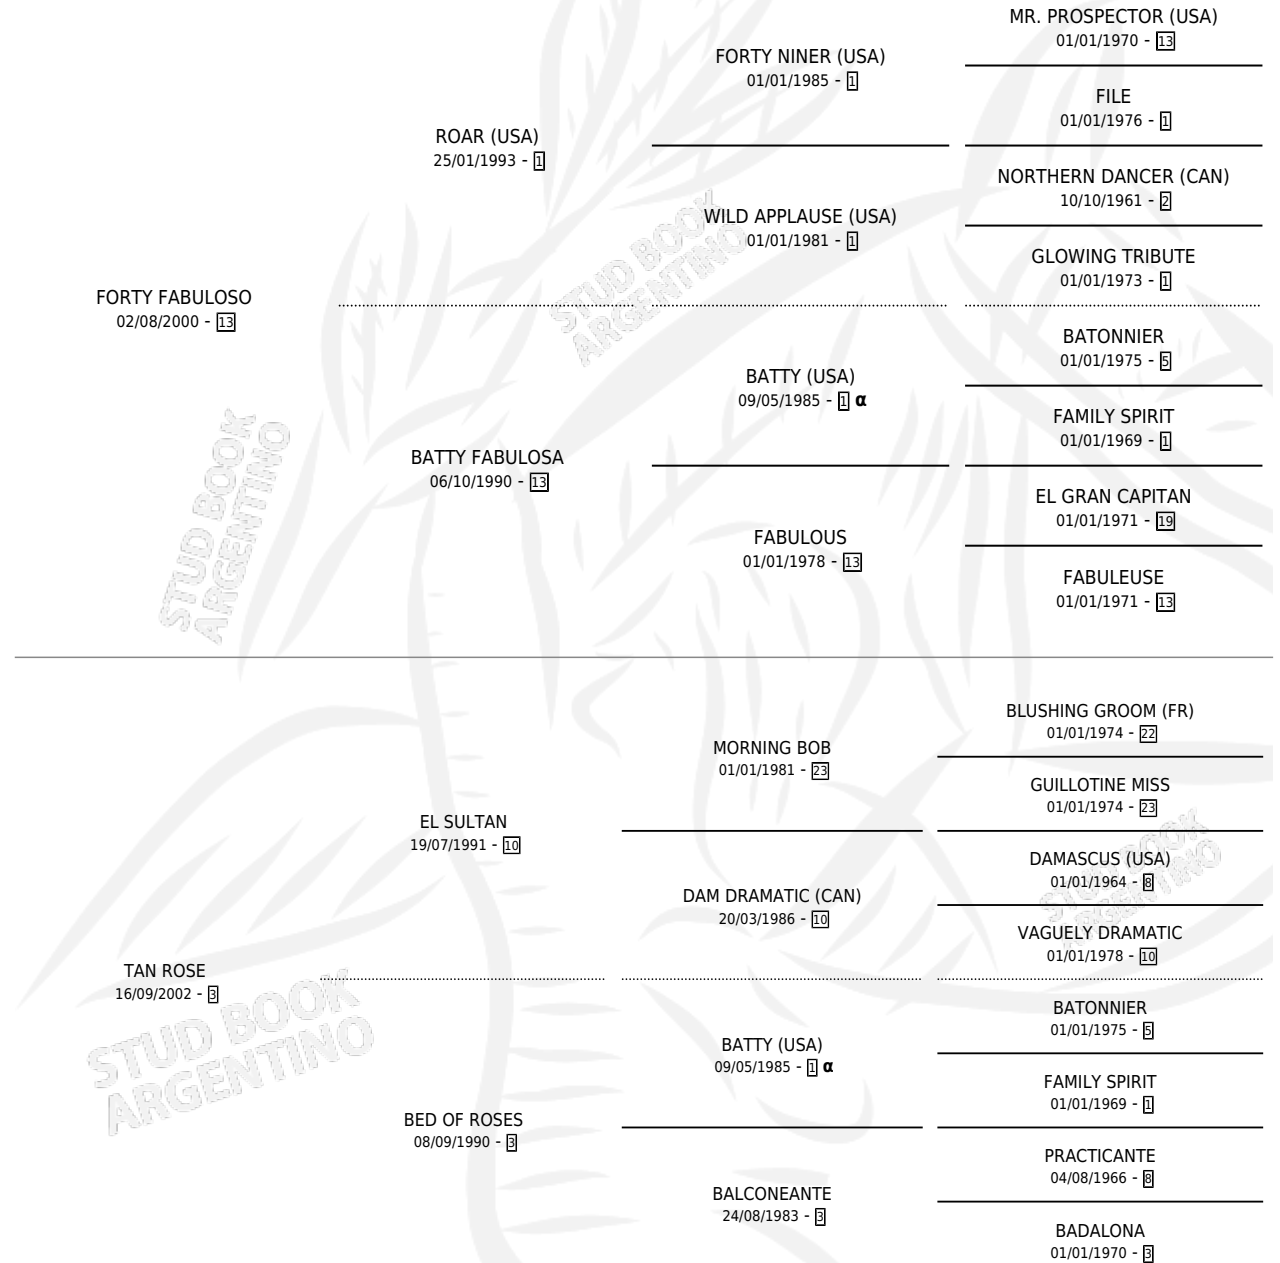 MR. PROSPECTOR (USA)
01/01/1970 - 13
FORTY NINER (USA)
01/01/1985 - 1
FILE
01/01/1976 - 1
ROAR (USA)
25/01/1993 - 1
NORTHERN DANCER (CAN)
10/10/1961 - 2
WILD APPLAUSE (USA)
01/01/1981 - 1
GLOWING TRIBUTE
01/01/1973 - 1
FORTY FABULOSO
02/08/2000 - 13
BATONNIER
01/01/1975 - 5
BATTY (USA)
09/05/1985 - 1 α
FAMILY SPIRIT
01/01/1969 - 1
BATTY FABULOSA
06/10/1990 - 13
EL GRAN CAPITAN
01/01/1971 - 19
FABULOUS
01/01/1978 - 13
FABULEUSE
01/01/1971 - 13
BLUSHING GROOM (FR)
01/01/1974 - 22
MORNING BOB
01/01/1981 - 23
GUILLOTINE MISS
01/01/1974 - 23
EL SULTAN
19/07/1991 - 10
DAMASCUS (USA)
01/01/1964 - 8
DAM DRAMATIC (CAN)
20/03/1986 - 10
VAGUELY DRAMATIC
01/01/1978 - 10
TAN ROSE
16/09/2002 - 3
BATONNIER
01/01/1975 - 5
BATTY (USA)
09/05/1985 - 1 α
FAMILY SPIRIT
01/01/1969 - 1
BED OF ROSES
08/09/1990 - 3
PRACTICANTE
04/08/1966 - 8
BALCONEANTE
24/08/1983 - 3
BADALONA
01/01/1970 - 3
STUD BOOK
ARGENTINO
STUD BOOK
ARGENTINO
STUD BOOK
ARGENTINO
STUD BOOK
ARGENTINO